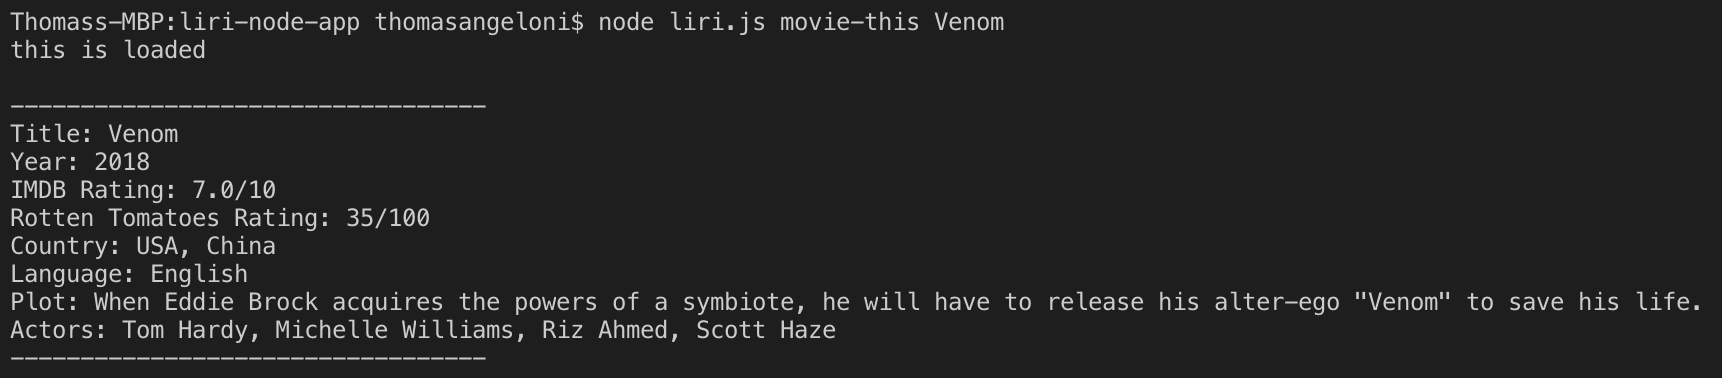 Thomass-MBP:liri-node-app thomasangeloni$ node liri.js movie-this Venom
this is loaded
----------------------------------
Title: Venom
Year: 2018
IMDB Rating: 7.0/10
Rotten Tomatoes Rating: 35/100
Country: USA, China
Language: English
Plot: When Eddie Brock acquires the powers of a symbiote, he will have to release his alter-ego "Venom" to save his life.
Actors: Tom Hardy, Michelle Williams, Riz Ahmed, Scott Haze
----------------------------------